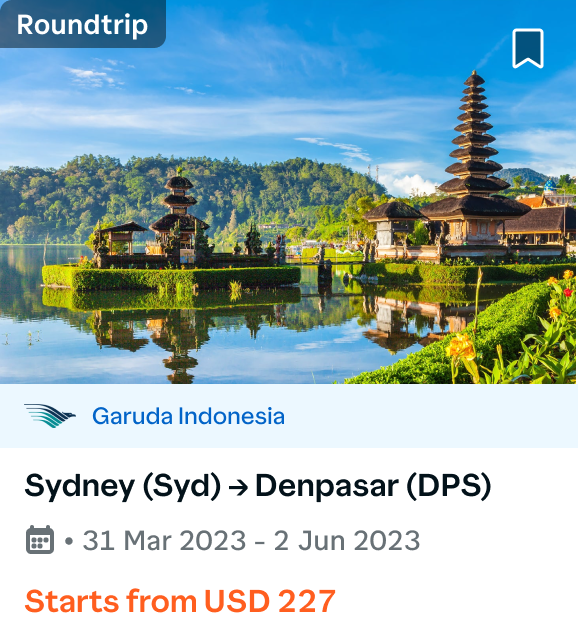 Roundtrip
Garuda Indonesia
Sydney (Syd) → Denpasar (DPS)
• 31 Mar 2023 - 2 Jun 2023
Starts from USD 227